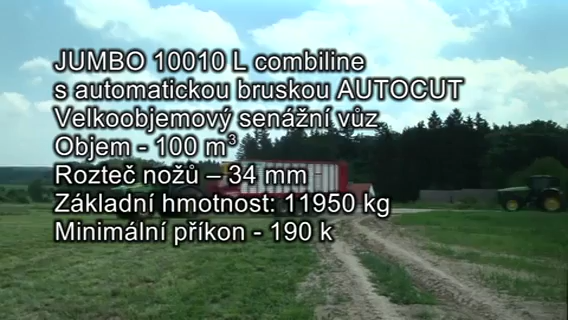 JUMBO 10010 L combiline
s automatickou bruskou AUTOCUT
Velkoobjemový senážní vůz
Objem - 100 m³
Rozteč nožů – 34 mm
Základní hmotnost: 11950 kg
Minimální příkon - 190 k